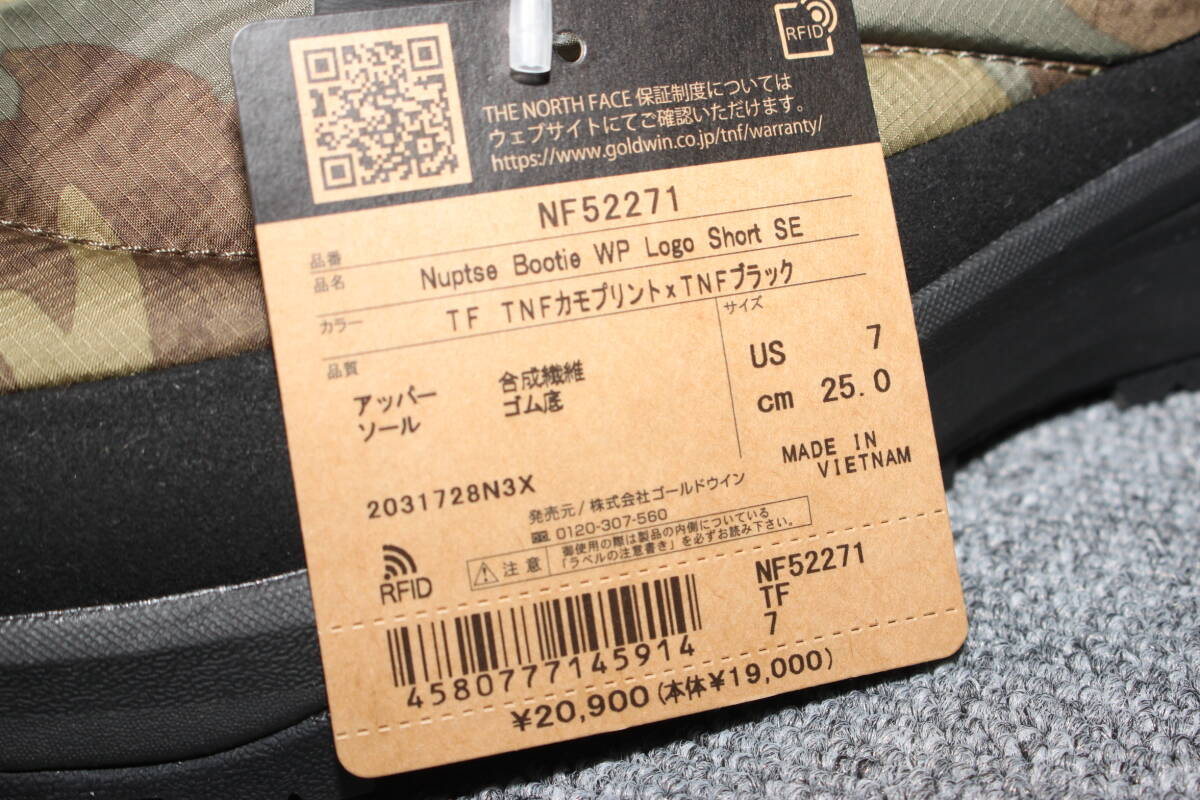 RFID
THE NORTH FACE 保証制度については
ウェブサイトにてご確認いただけます。
https://www.goldwin.co.jp/tnf/warranty/
品番 NF52271
品名 Nuptse Bootie WP Logo Short SE
カラー TF TNFカモプリントxTNFブラック
品質
アッパー 合成繊維
ソール ゴム底
サイズ
US 7
cm 25.0
MADE IN
VIETNAM
2031728N3X
発売元/株式会社ゴールドウイン
0120-307-560
注意
御使用の際は製品の内側についている
「ラベルの注意書き」を必ずお読み下さい。
RFID
4580777145914
NF52271
TF
7
¥20,900(本体¥19,000)